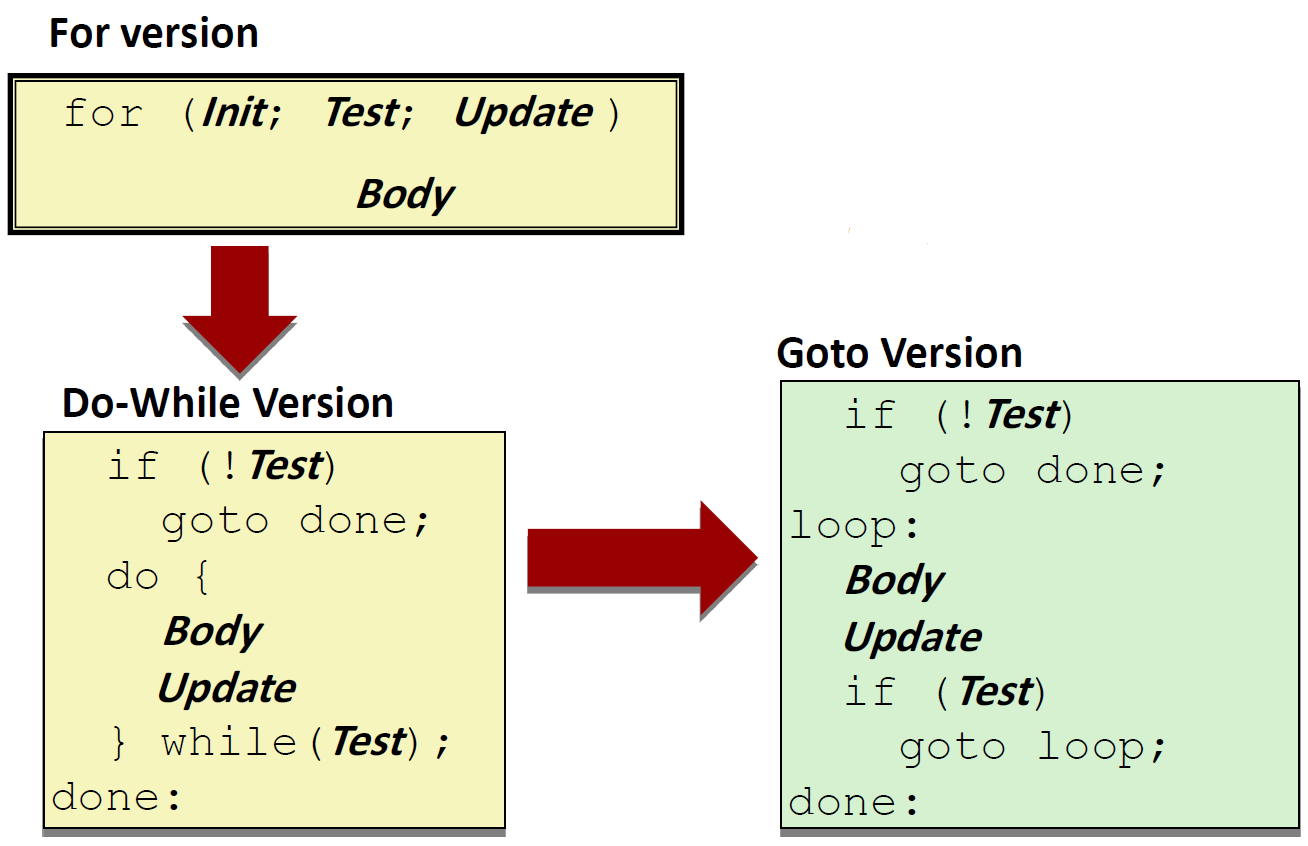 For version
for (Init; Test; Update )
Body
Do-While Version
if (!Test)
goto done;
do {
Body
Update
} while(Test);
done:
Goto Version
if (!Test)
goto done;
loop:
Body
Update
if (Test)
goto loop;
done: